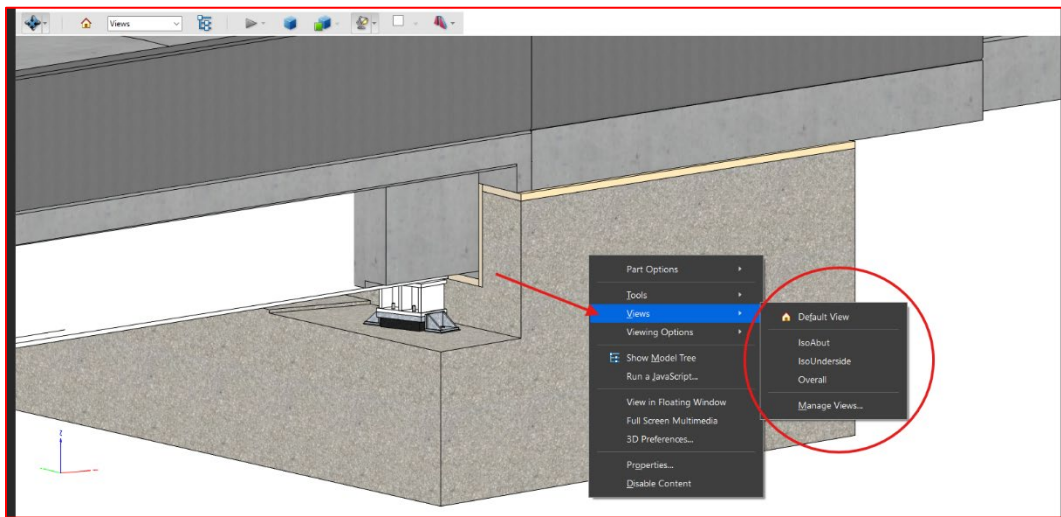 Views
Part Options
Tools
Views
Viewing Options
Show Model Tree
Run a JavaScript...
View in Floating Window
Full Screen Multimedia
3D Preferences...
Properties...
Disable Content
Default View
IsoAbut
IsoUnderside
Overall
Manage Views...